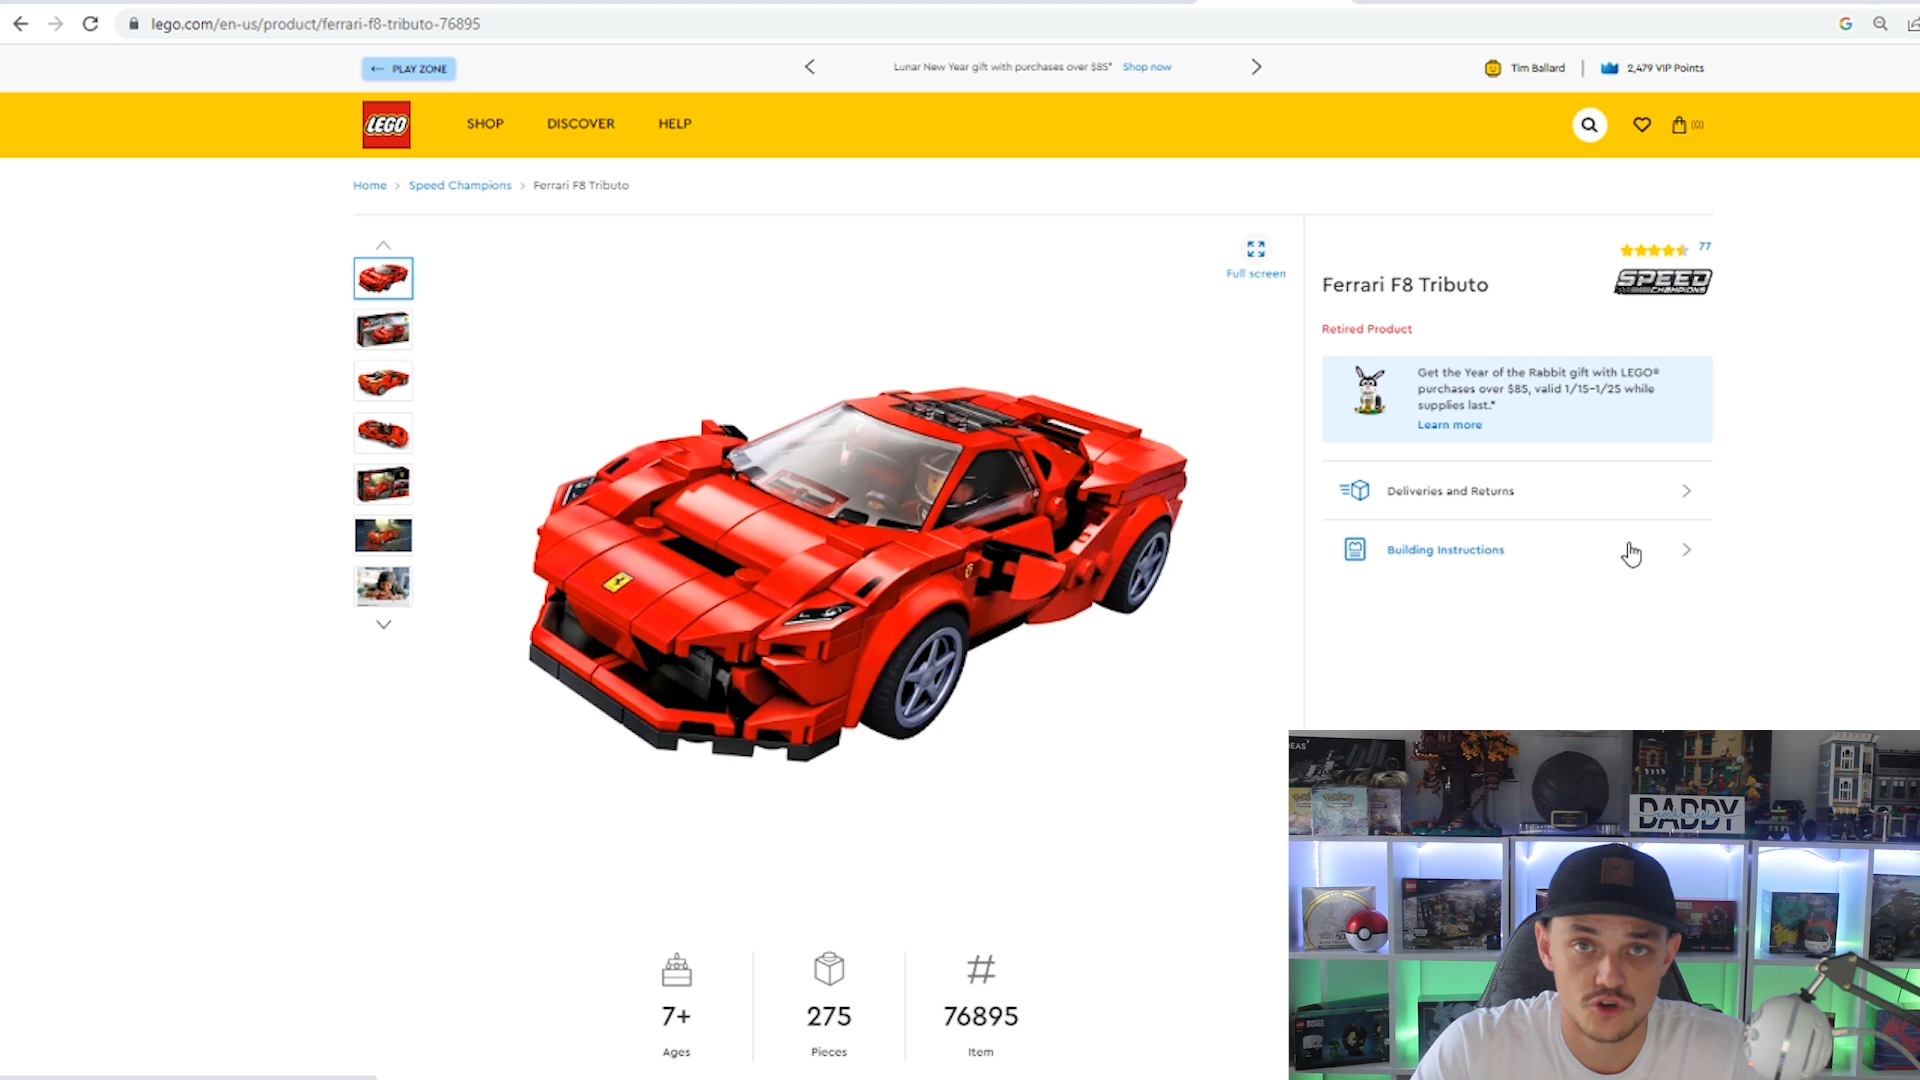 lego.com/en-us/product/ferrari-f8-tributo-76895
PLAY ZONE
Lunar New Year gift with purchases over $85* Shop now
Tim Ballard
2,479 VIP Points
LEGO
SHOP
DISCOVER
HELP
(0)
Home > Speed Champions > Ferrari F8 Tributo
Full screen
77
Ferrari F8 Tributo
SPEED
CHAMPIONS
Retired Product
Get the Year of the Rabbit gift with LEGO®
purchases over $85, valid 1/15-1/25 while
supplies last.*
Learn more
Deliveries and Returns
Building Instructions
7+
Ages
275
Pieces
76895
Item
DADDY